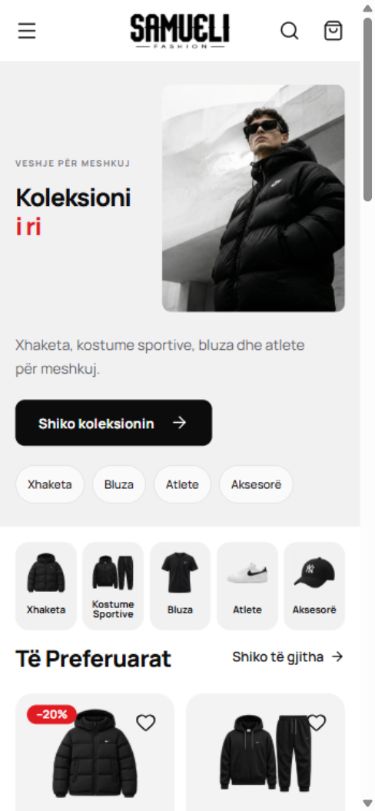 SAMUELI
FASHION
VESHJE PËR MESHKUJ
Koleksioni
i ri
Xhaketa, kostume sportive, bluza dhe atlete
për meshkuj.
Shiko koleksionin →
Xhaketa
Bluza
Atlete
Aksesorë
Xhaketa
Kostume
Sportive
Bluza
Atlete
Aksesorë
Të Preferuarat
Shiko të gjitha →
-20%